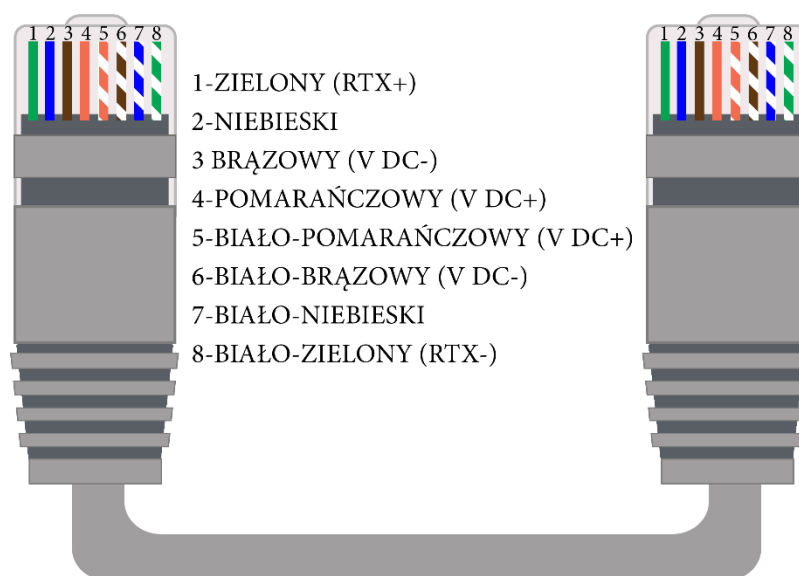 1 2 3 4 5 6 7 8
1 2 3 4 5 6 7 8
1-ZIELONY (RTX+)
2-NIEBIESKI
3 BRĄZOWY (V DC-)
4-POMARAŃCZOWY (V DC+)
5-BIAŁO-POMARAŃCZOWY (V DC+)
6-BIAŁO-BRĄZOWY (V DC-)
7-BIAŁO-NIEBIESKI
8-BIAŁO-ZIELONY (RTX-)